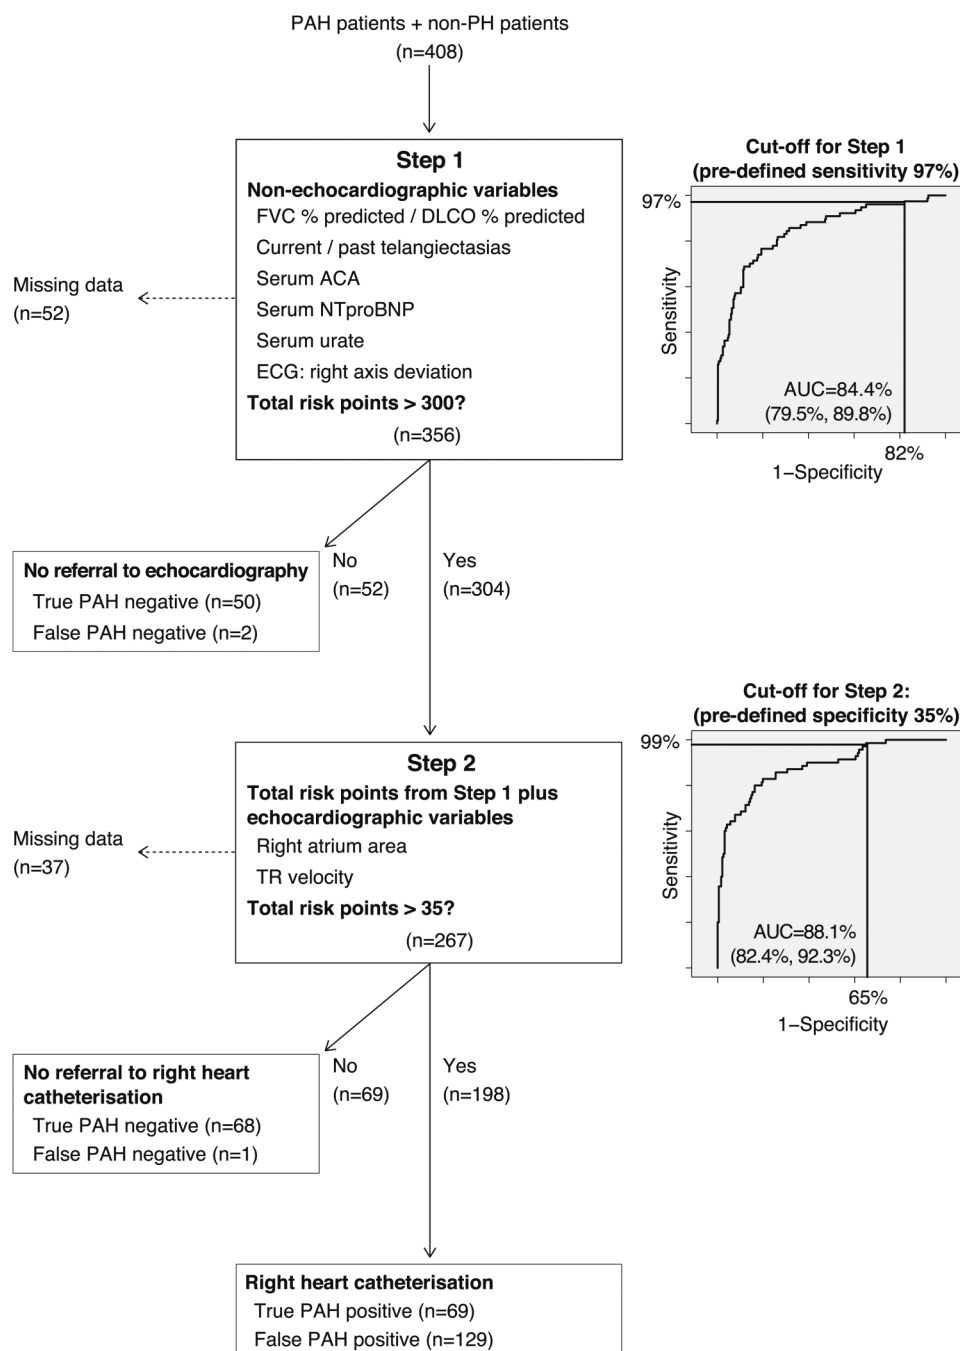 PAH patients + non-PH patients
(n=408)
Step 1
Non-echocardiographic variables
FVC % predicted / DLCO % predicted
Current / past telangiectasias
Serum ACA
Serum NTproBNP
Serum urate
ECG: right axis deviation
Total risk points > 300?
(n=356)
Missing data
(n=52)
Cut-off for Step 1
(pre-defined sensitivity 97%)
97%
Sensitivity
AUC=84.4%
(79.5%, 89.8%)
82%
1−Specificity
No
(n=52)
Yes
(n=304)
No referral to echocardiography
True PAH negative (n=50)
False PAH negative (n=2)
Step 2
Total risk points from Step 1 plus
echocardiographic variables
Right atrium area
TR velocity
Total risk points > 35?
(n=267)
Missing data
(n=37)
Cut-off for Step 2:
(pre-defined specificity 35%)
99%
Sensitivity
AUC=88.1%
(82.4%, 92.3%)
65%
1−Specificity
No
(n=69)
Yes
(n=198)
No referral to right heart
catheterisation
True PAH negative (n=68)
False PAH negative (n=1)
Right heart catheterisation
True PAH positive (n=69)
False PAH positive (n=129)